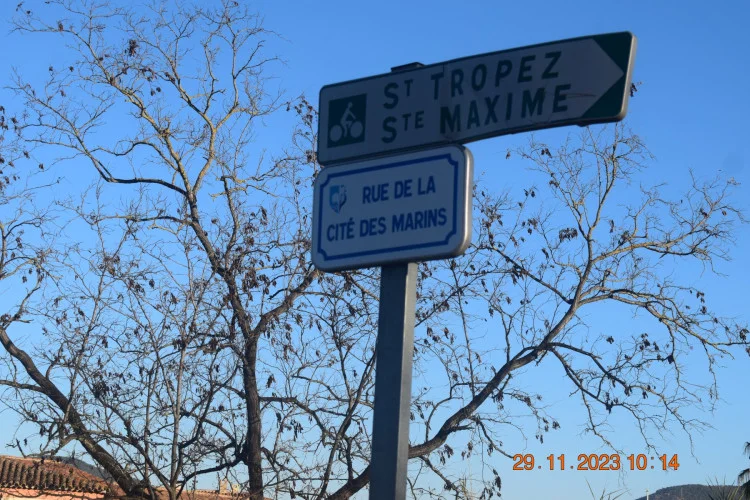 ST TROPEZ
STE MAXIME
RUE DE LA
CITÉ DES MARINS
29.11.2023 10:14